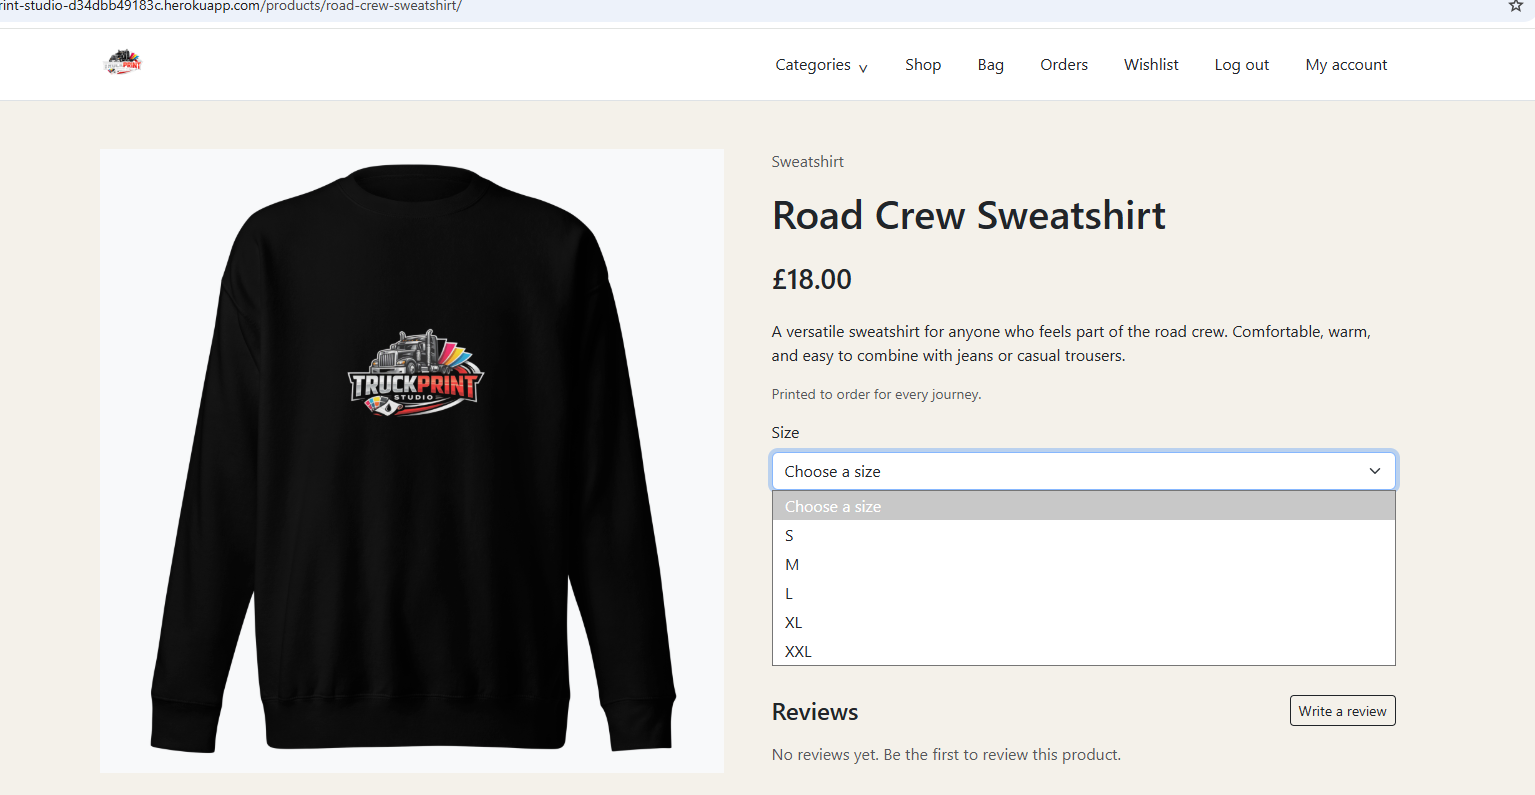 rint-studio-d34dbb49183c.herokuapp.com/products/road-crew-sweatshirt/
TRUCKPRINT
Categories
Shop
Bag
Orders
Wishlist
Log out
My account
TRUCKPRINT
STUDIO
Sweatshirt
Road Crew Sweatshirt
£18.00
A versatile sweatshirt for anyone who feels part of the road crew. Comfortable, warm,
and easy to combine with jeans or casual trousers.
Printed to order for every journey.
Size
Choose a size
Choose a size
S
M
L
XL
XXL
Reviews
Write a review
No reviews yet. Be the first to review this product.